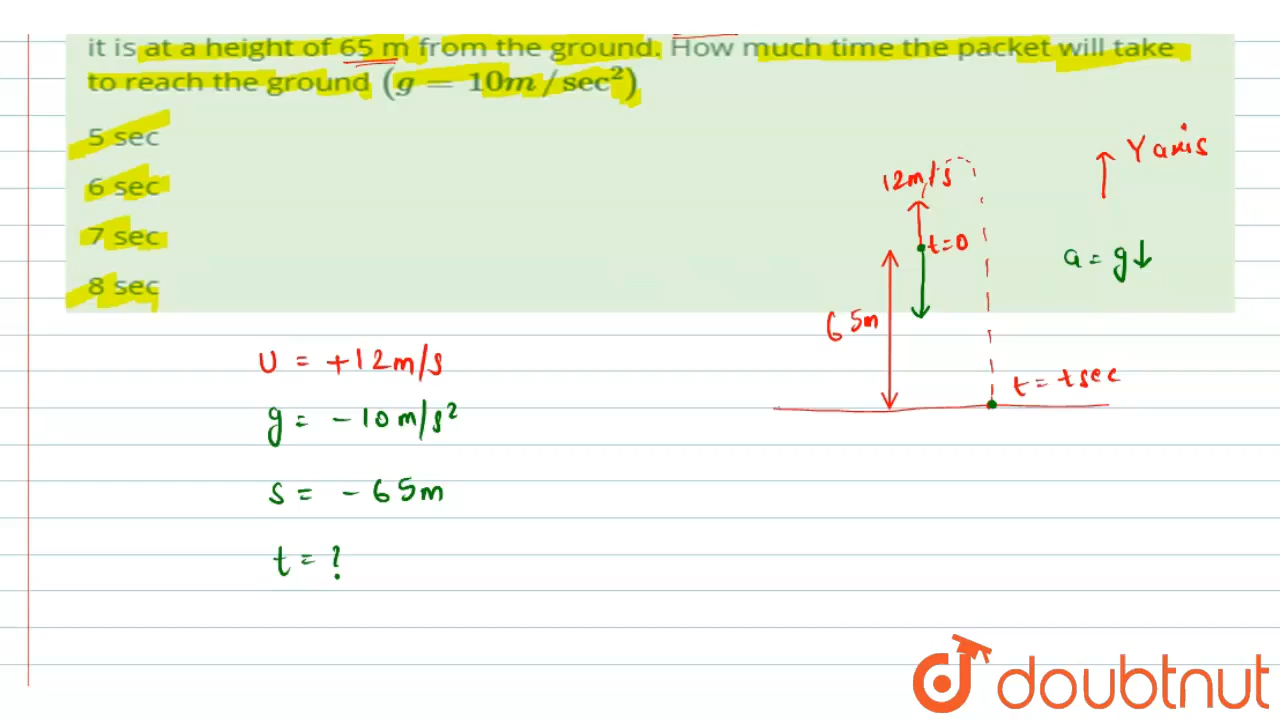 it is at a height of 65 m from the ground. How much time the packet will take
to reach the ground (g = 10m/sec²)
5 sec
6 sec
7 sec
8 sec
Y axis
12m/s
t=0
a = g↓
65m
t = t sec
U = +12m/s
g = -10m/s²
s = -65m
t = ?
doubtnut